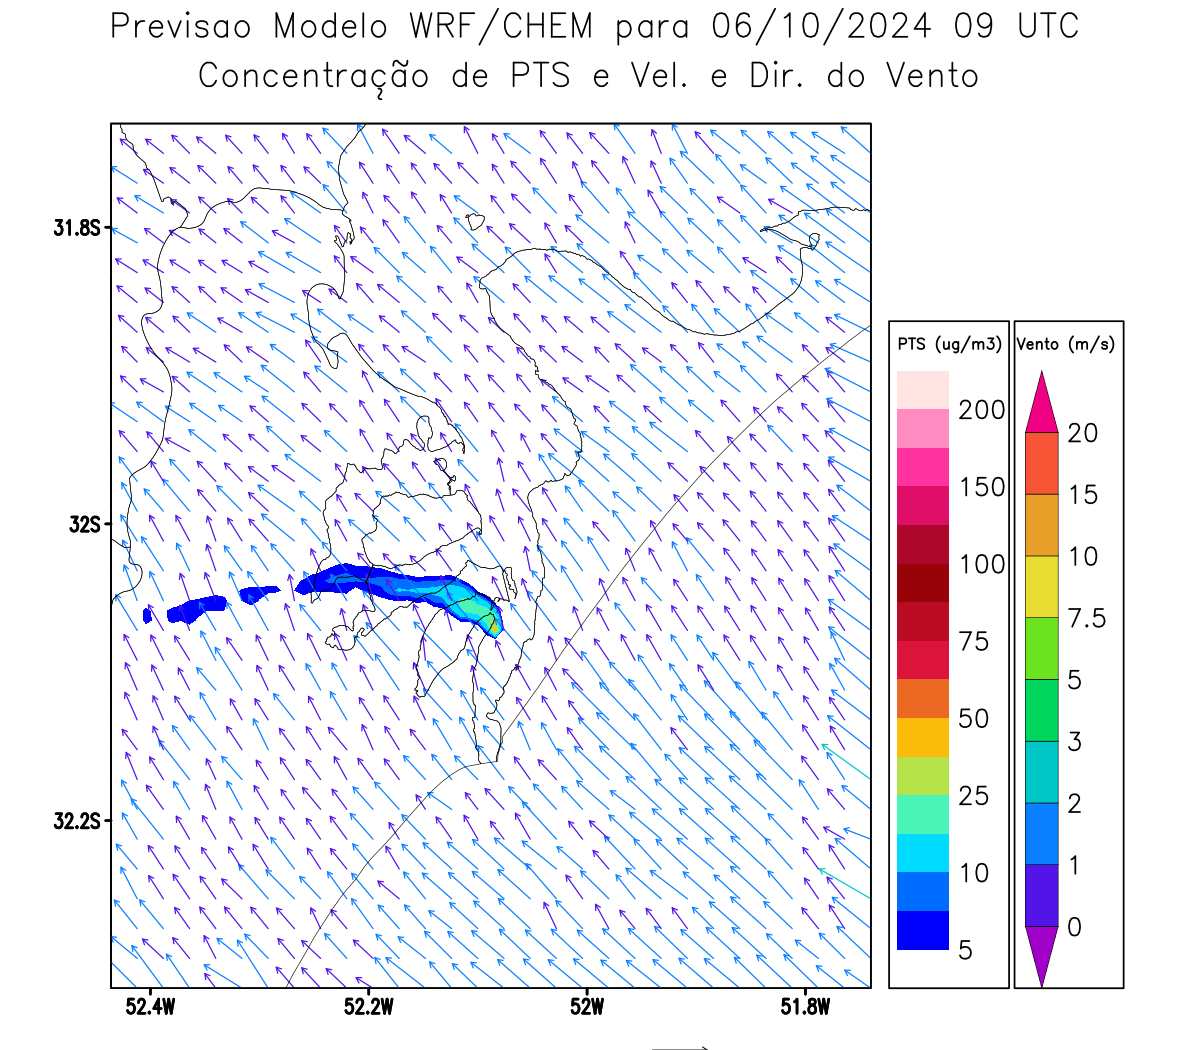 Previsao Modelo WRF/CHEM para 06/10/2024 09 UTC
Concentração de PTS e Vel. e Dir. do Vento
31.8S
32S
32.2S
52.4W
52.2W
52W
51.8W
PTS (ug/m3)
200
150
100
75
50
25
10
5
Vento (m/s)
20
15
10
7.5
5
3
2
1
0